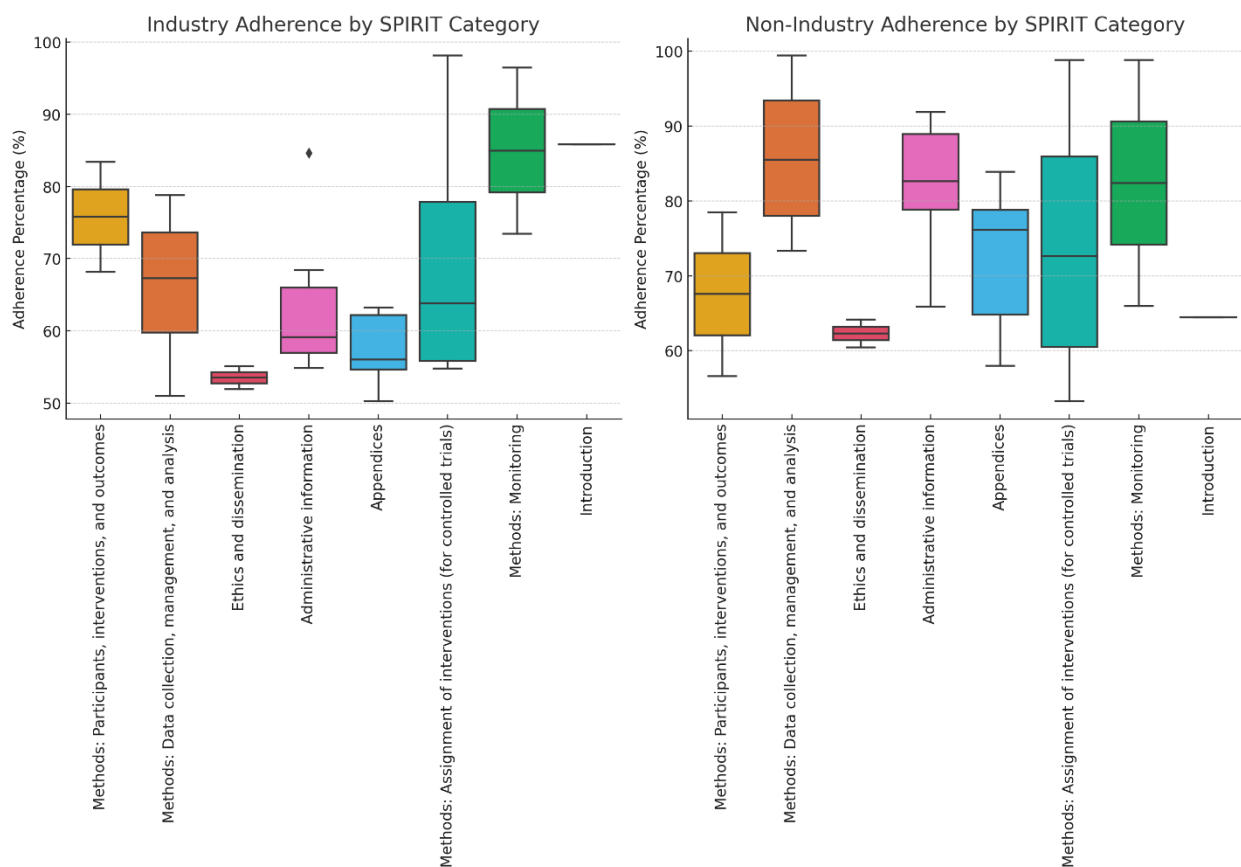 Industry Adherence by SPIRIT Category
Adherence Percentage (%)
100
90
80
70
60
50
Methods: Participants, interventions, and outcomes
Methods: Data collection, management, and analysis
Ethics and dissemination
Administrative information
Appendices
Methods: Assignment of interventions (for controlled trials)
Methods: Monitoring
Introduction
Non-Industry Adherence by SPIRIT Category
Adherence Percentage (%)
100
90
80
70
60
Methods: Participants, interventions, and outcomes
Methods: Data collection, management, and analysis
Ethics and dissemination
Administrative information
Appendices
Methods: Assignment of interventions (for controlled trials)
Methods: Monitoring
Introduction